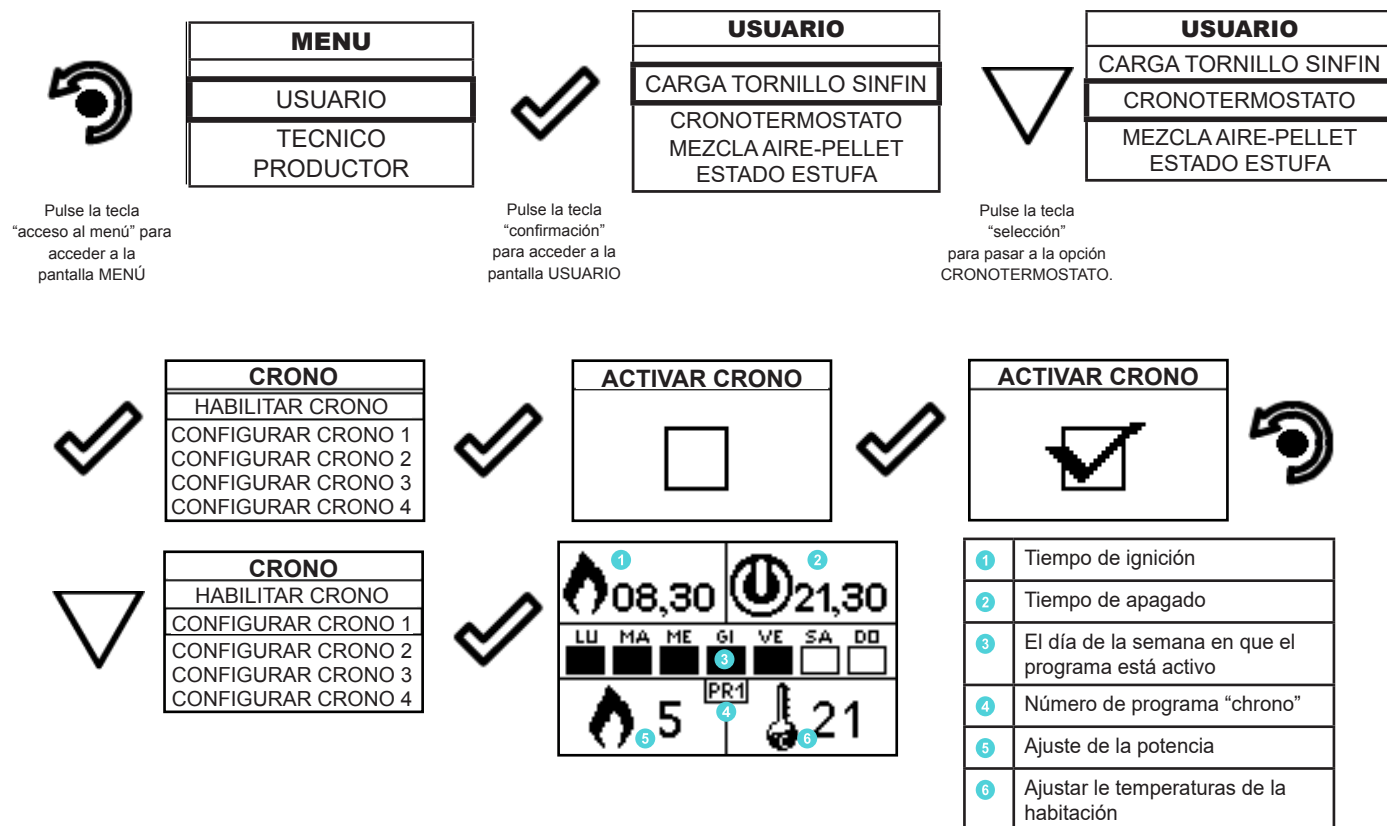 MENU
USUARIO
TECNICO
PRODUCTOR
USUARIO
CARGA TORNILLO SINFIN
CRONOTERMOSTATO
MEZCLA AIRE-PELLET
ESTADO ESTUFA
USUARIO
CARGA TORNILLO SINFIN
CRONOTERMOSTATO
MEZCLA AIRE-PELLET
ESTADO ESTUFA
Pulse la tecla
“acceso al menú” para
acceder a la
pantalla MENÚ
Pulse la tecla
“confirmación”
para acceder a la
pantalla USUARIO
Pulse la tecla
“selección”
para pasar a la opción
CRONOTERMOSTATO.
CRONO
HABILITAR CRONO
CONFIGURAR CRONO 1
CONFIGURAR CRONO 2
CONFIGURAR CRONO 3
CONFIGURAR CRONO 4
ACTIVAR CRONO
ACTIVAR CRONO
CRONO
HABILITAR CRONO
CONFIGURAR CRONO 1
CONFIGURAR CRONO 2
CONFIGURAR CRONO 3
CONFIGURAR CRONO 4
1 2
08,30 21,30
LU MA ME GI VE SA DO
3
PR1
4
5 21
5 6
1 Tiempo de ignición
2 Tiempo de apagado
3 El día de la semana en que el
programa está activo
4 Número de programa “chrono”
5 Ajuste de la potencia
6 Ajustar le temperaturas de la
habitación